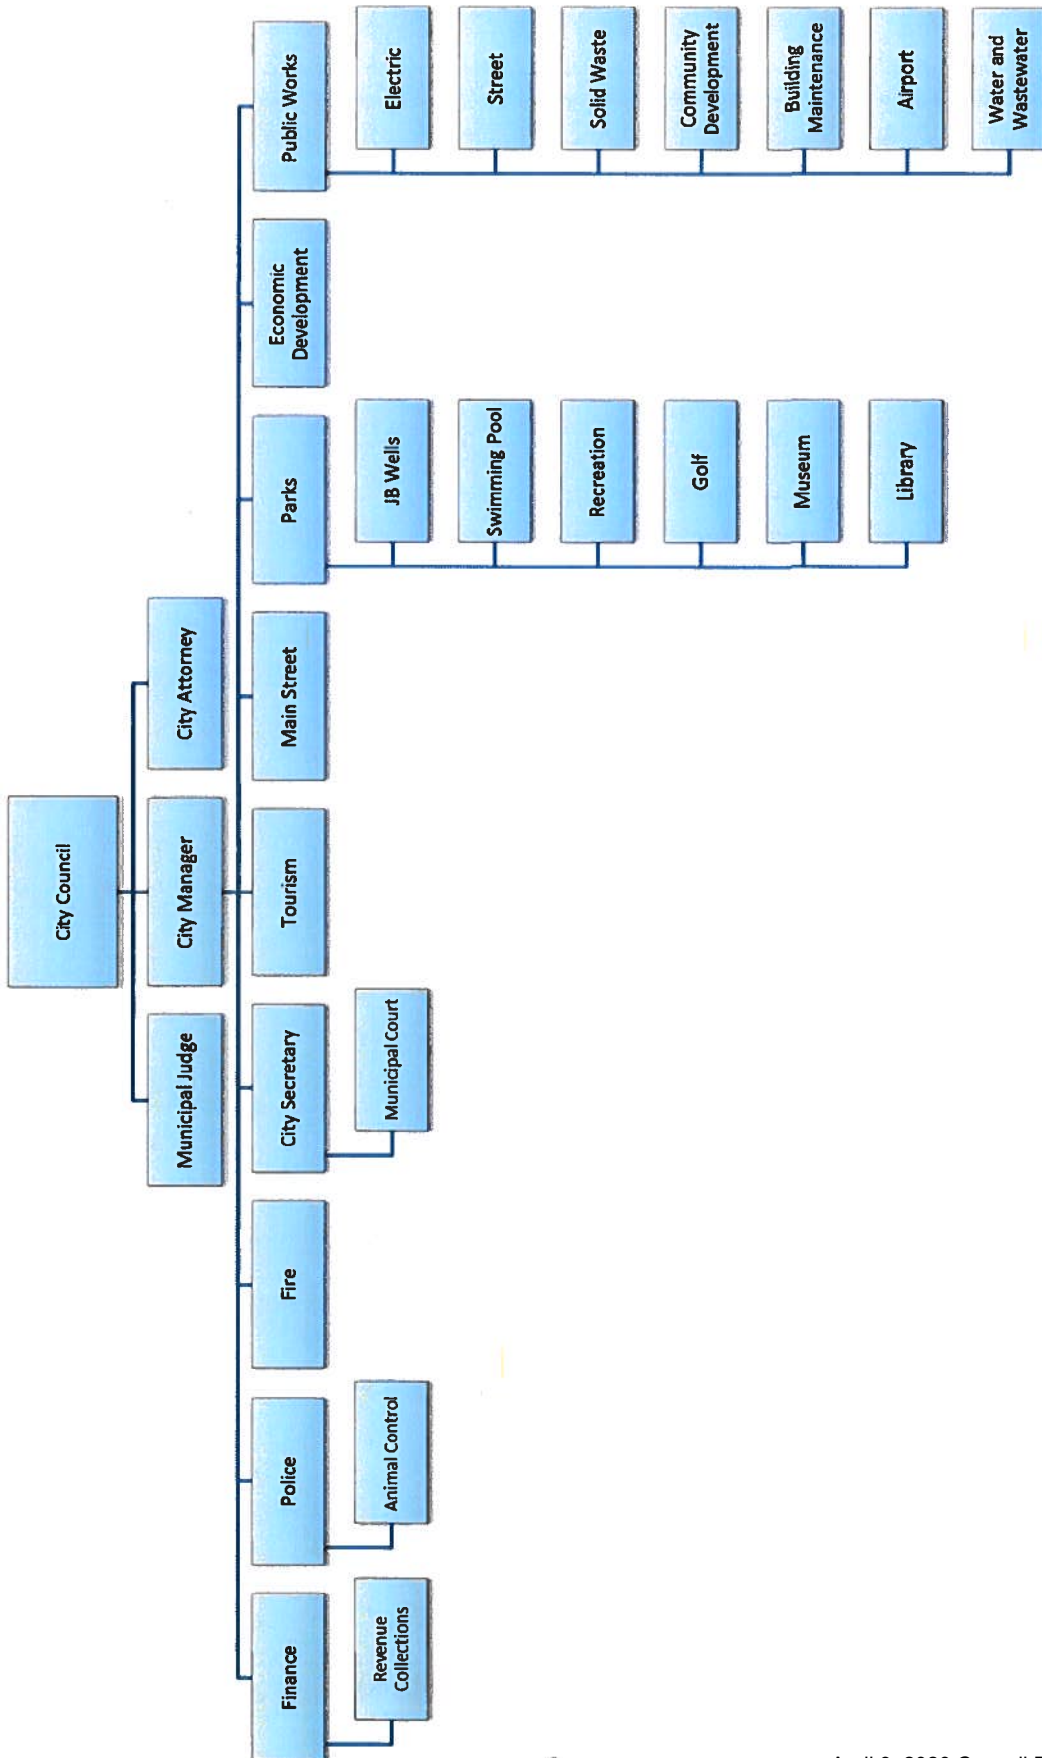 City Council
Municipal Judge
City Manager
City Attorney
Finance
Police
Fire
City Secretary
Tourism
Main Street
Parks
Economic
Development
Public Works
Revenue
Collections
Animal Control
Municipal Court
JB Wells
Swimming Pool
Recreation
Golf
Museum
Library
Electric
Street
Solid Waste
Community
Development
Building
Maintenance
Airport
Water and
Wastewater